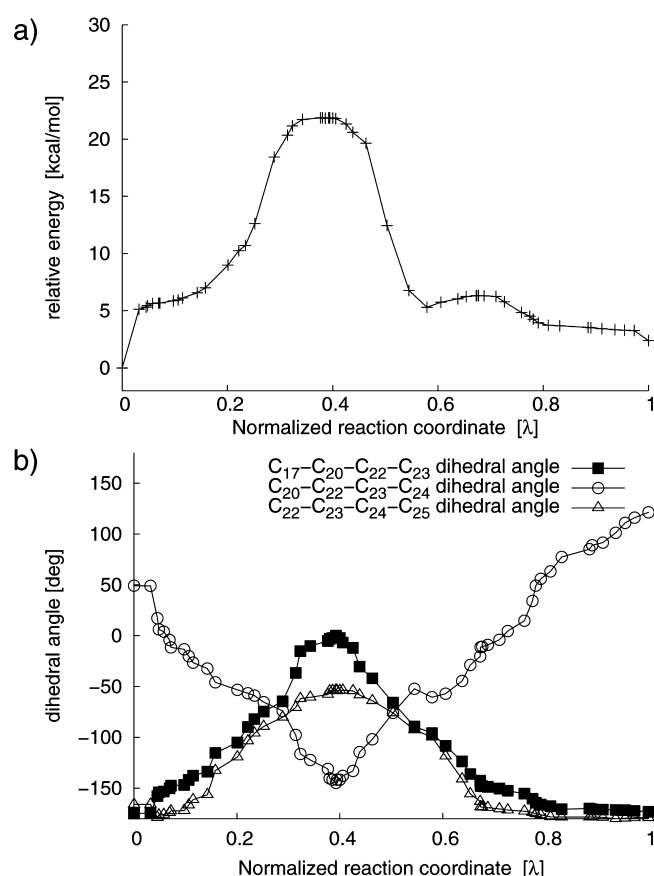 a)
30
25
20
15
10
5
0
relative energy [kcal/mol]
0 0.2 0.4 0.6 0.8 1
Normalized reaction coordinate [λ]
b)
C17−C20−C22−C23 dihedral angle
C20−C22−C23−C24 dihedral angle
C22−C23−C24−C25 dihedral angle
150
100
50
0
−50
−100
−150
dihedral angle [deg]
0 0.2 0.4 0.6 0.8 1
Normalized reaction coordinate [λ]